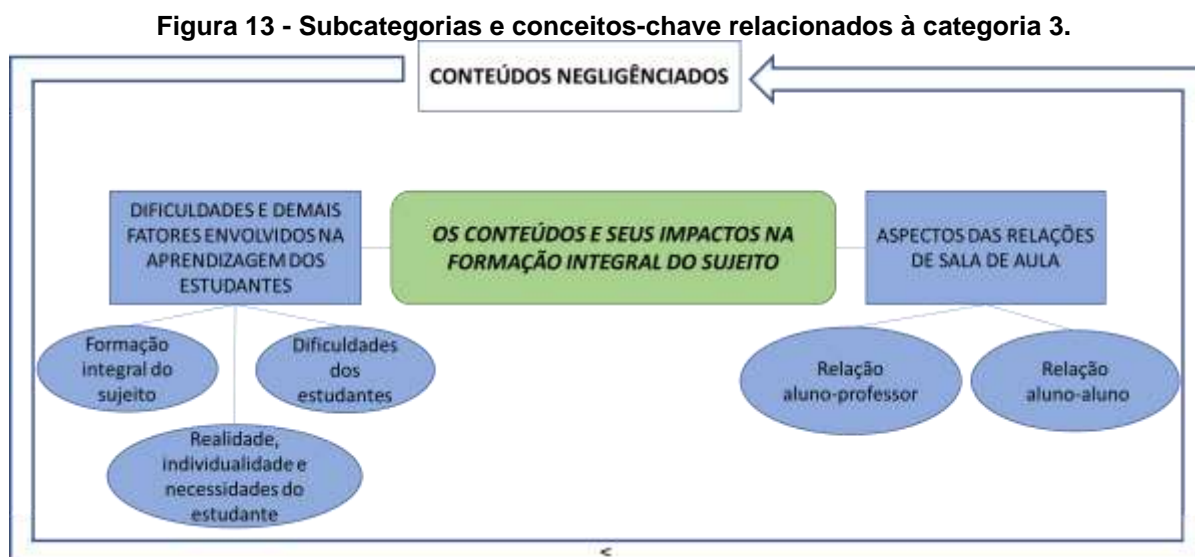 Figura 13 - Subcategorias e conceitos-chave relacionados à categoria 3.
CONTEÚDOS NEGLIGÊNCIADOS
DIFICULDADES E DEMAIS
FATORES ENVOLVIDOS NA
APRENDIZAGEM DOS
ESTUDANTES
OS CONTEÚDOS E SEUS IMPACTOS NA
FORMAÇÃO INTEGRAL DO SUJEITO
ASPECTOS DAS RELAÇÕES
DE SALA DE AULA
Formação
integral do
sujeito
Dificuldades
dos
estudantes
Realidade,
individualidade e
necessidades do
estudante
Relação
aluno-professor
Relação
aluno-aluno
<